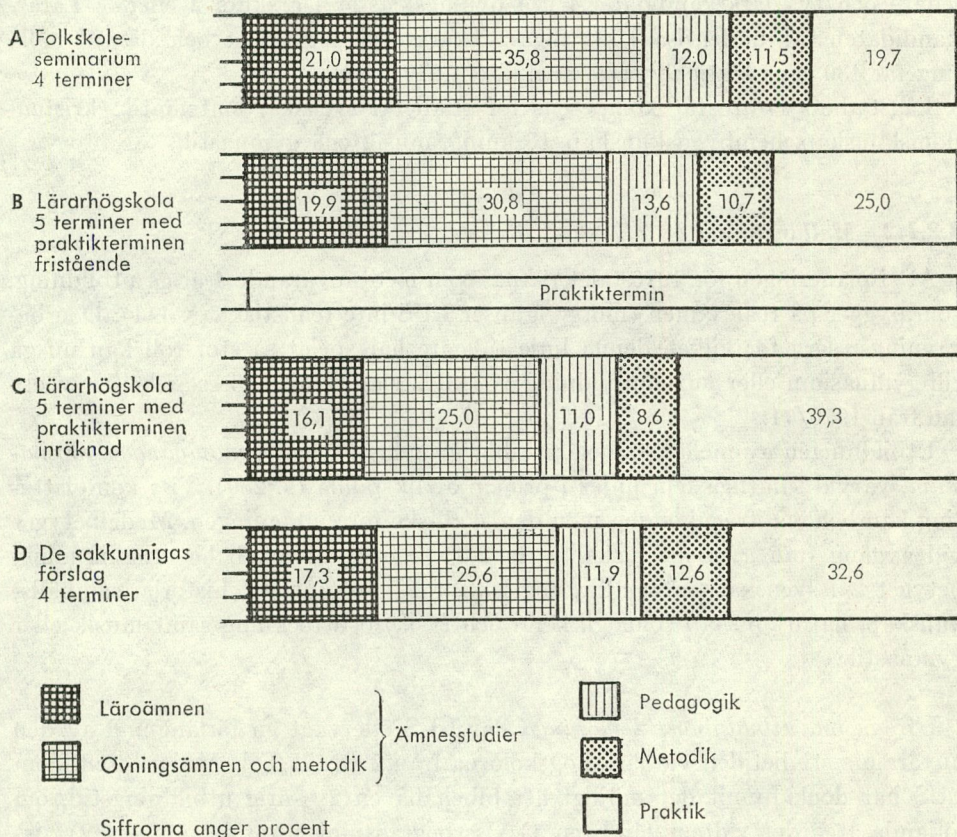 A Folkskole-
seminarium
4 terminer
21,0 35,8 12,0 11,5 19,7
B Lärarhögskola
5 terminer med
praktikterminen
fristående
19,9 30,8 13,6 10,7 25,0
Praktiktermin
C Lärarhögskola
5 terminer med
praktikterminen
inräknad
16,1 25,0 11,0 8,6 39,3
D De sakkunnigas
förslag
4 terminer
17,3 25,6 11,9 12,6 32,6
Läroämnen
Övningsämnen och metodik
Ämnesstudier
Siffrorna anger procent
Pedagogik
Metodik
Praktik